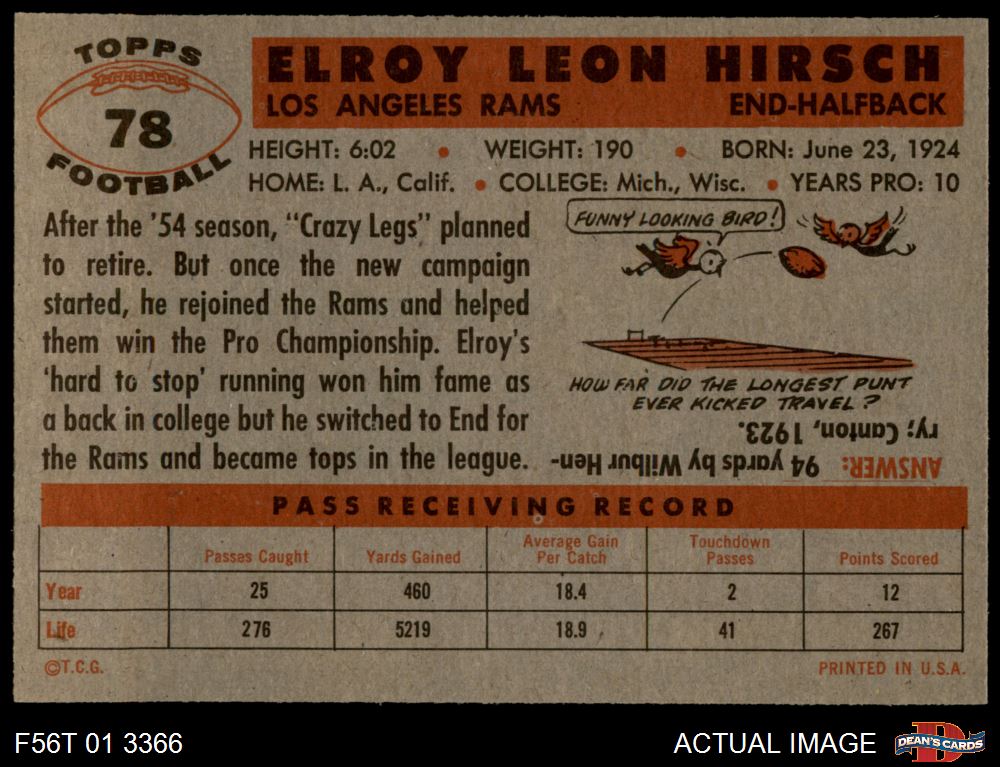 TOPPS
78
FOOTBALL
ELROY LEON HIRSCH
LOS ANGELES RAMS END-HALFBACK
HEIGHT: 6:02 • WEIGHT: 190 • BORN: June 23, 1924
HOME: L. A., Calif. • COLLEGE: Mich., Wisc. • YEARS PRO: 10
After the '54 season, "Crazy Legs" planned
to retire. But once the new campaign
started, he rejoined the Rams and helped
them win the Pro Championship. Elroy's
'hard to stop' running won him fame as
a back in college but he switched to End for
the Rams and became tops in the league.
FUNNY LOOKING BIRD!
HOW FAR DID THE LONGEST PUNT
EVER KICKED TRAVEL?
ANSWER: 94 yards by Wilbur Hen-
ry; Canton, 1923.
PASS RECEIVING RECORD
Passes Caught Yards Gained Average Gain Per Catch Touchdown Passes Points Scored
Year 25 460 18.4 2 12
Life 276 5219 18.9 41 267
©T.C.G. PRINTED IN U.S.A.
F56T 01 3366 ACTUAL IMAGE D DEAN'S CARDS